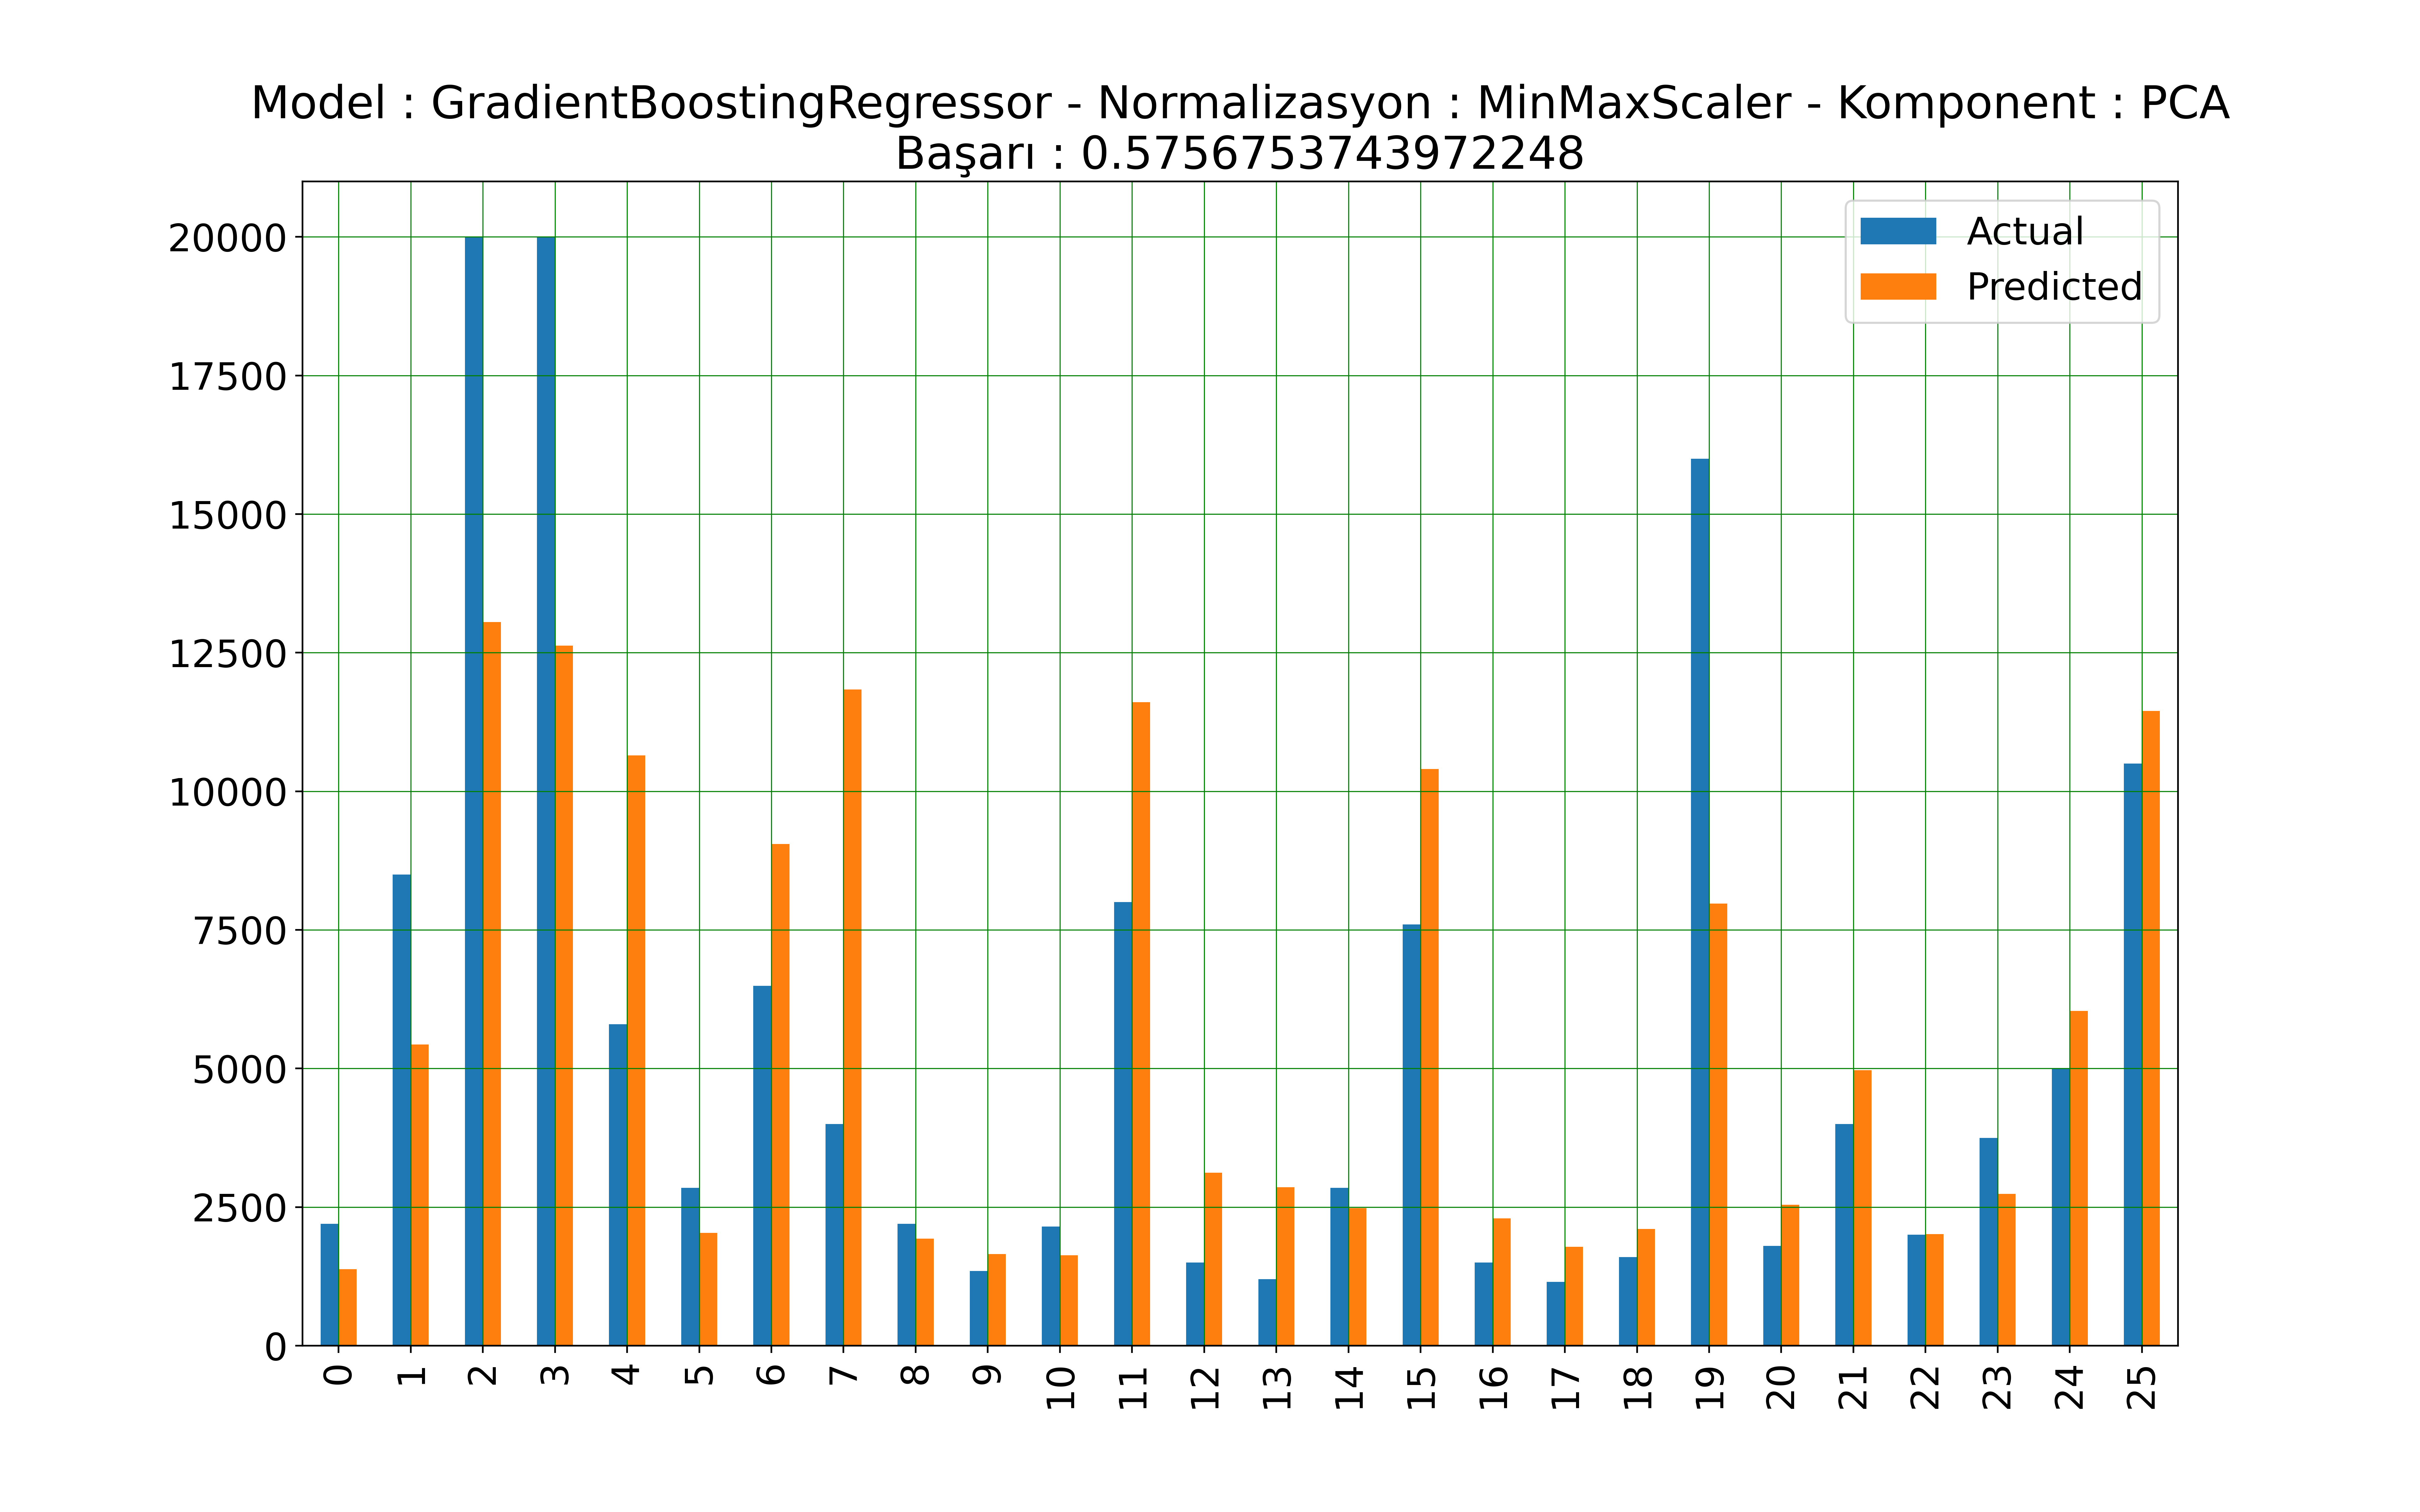 Model : GradientBoostingRegressor - Normalizasyon : MinMaxScaler - Komponent : PCA
Başarı : 0.5756753743972248
Actual
Predicted
20000
17500
15000
12500
10000
7500
5000
2500
0
0 1 2 3 4 5 6 7 8 9 10 11 12 13 14 15 16 17 18 19 20 21 22 23 24 25